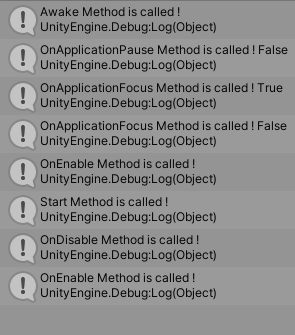 Awake Method is called !
UnityEngine.Debug:Log(Object)
OnApplicationPause Method is called ! False
UnityEngine.Debug:Log(Object)
OnApplicationFocus Method is called ! True
UnityEngine.Debug:Log(Object)
OnApplicationFocus Method is called ! False
UnityEngine.Debug:Log(Object)
OnEnable Method is called !
UnityEngine.Debug:Log(Object)
Start Method is called !
UnityEngine.Debug:Log(Object)
OnDisable Method is called !
UnityEngine.Debug:Log(Object)
OnEnable Method is called !
UnityEngine.Debug:Log(Object)